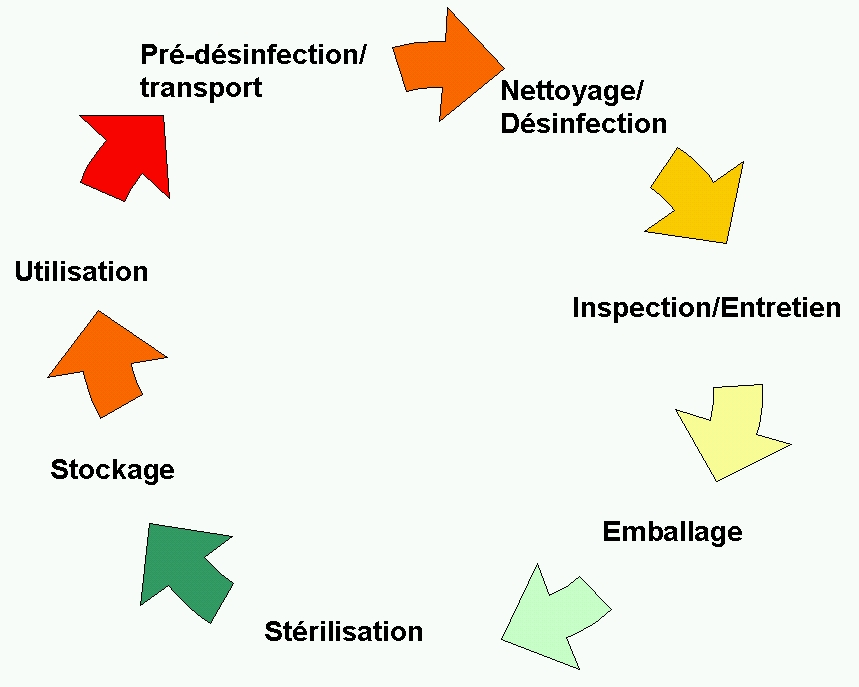 Pré-désinfection/
transport
Nettoyage/
Désinfection
Utilisation
Inspection/Entretien
Stockage
Emballage
Stérilisation